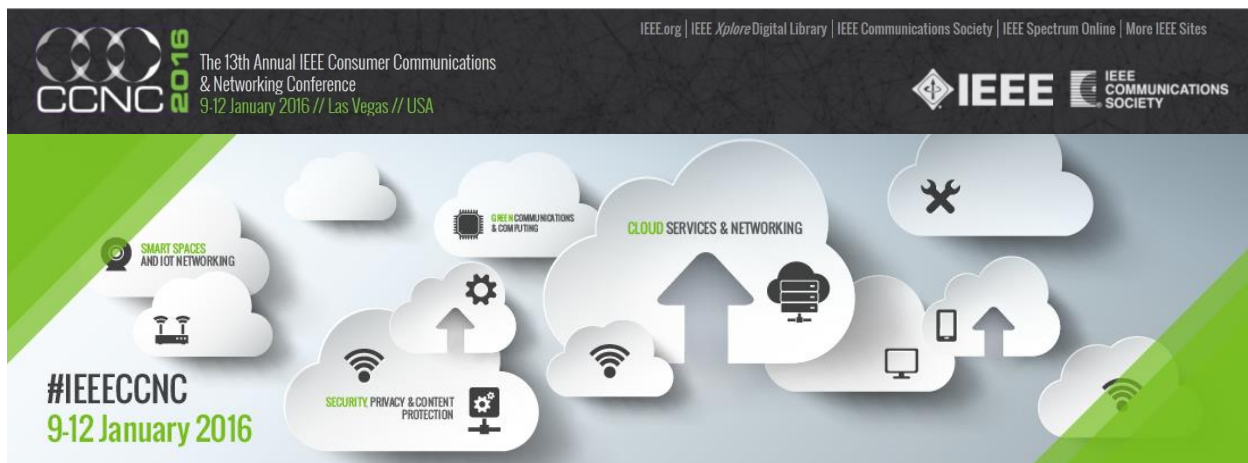 IEEE.org | IEEE Xplore Digital Library | IEEE Communications Society | IEEE Spectrum Online | More IEEE Sites
CCNC 2016
The 13th Annual IEEE Consumer Communications
& Networking Conference
9-12 January 2016 // Las Vegas // USA
IEEE
IEEE
COMMUNICATIONS
SOCIETY
GREEN COMMUNICATIONS
& COMPUTING
CLOUD SERVICES & NETWORKING
SMART SPACES
AND IOT NETWORKING
#IEEECCNC
9-12 January 2016
SECURITY, PRIVACY & CONTENT
PROTECTION